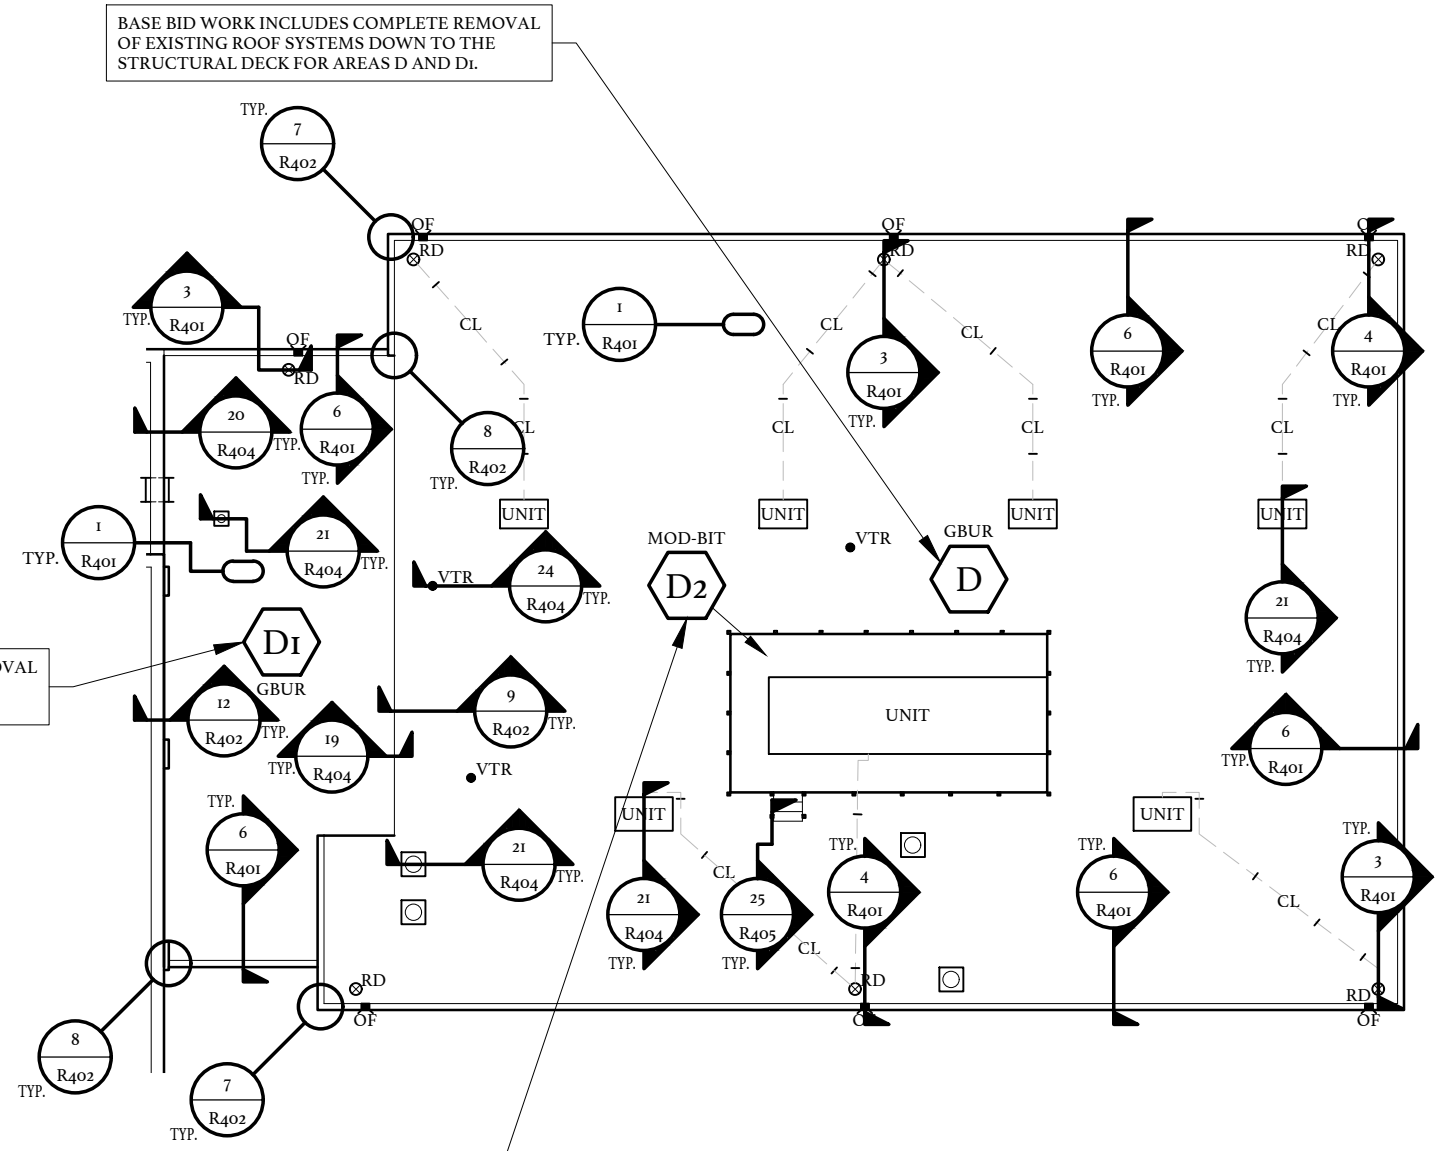 BASE BID WORK INCLUDES COMPLETE REMOVAL
OF EXISTING ROOF SYSTEMS DOWN TO THE
STRUCTURAL DECK FOR AREAS D AND D1.
TYP.
7
R402
OF
RD
OF
RD
OF
RD
3
R401
TYP.
OF
RD
CL
1
R401
TYP.
CL
CL
CL
3
R401
TYP.
6
R401
TYP.
4
R401
TYP.
20
R404
TYP.
6
R401
TYP.
8
R402
TYP.
CL
CL
CL
CL
UNIT
UNIT
UNIT
UNIT
1
R401
TYP.
21
R404
TYP.
VTR
24
R404
TYP.
MOD-BIT
D2
VTR
GBUR
D
21
R404
TYP.
D1
GBUR
OVAL
12
R402
TYP.
19
R404
TYP.
9
R402
TYP.
VTR
UNIT
6
R401
TYP.
TYP.
6
R401
21
R404
TYP.
UNIT
CL
21
R404
TYP.
25
R405
TYP.
TYP.
4
R401
CL
RD
OF
TYP.
6
R401
UNIT
CL
TYP.
3
R401
RD
OF
RD
OF
8
R402
TYP.
7
R402
TYP.